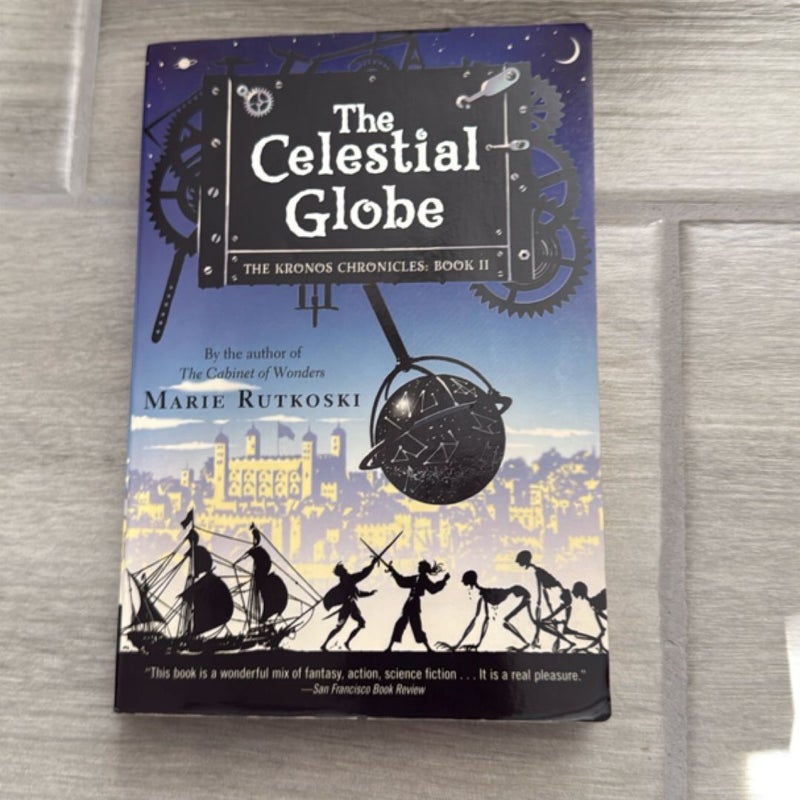 The
Celestial
Globe
THE KRONOS CHRONICLES: BOOK II
By the author of
The Cabinet of Wonders
MARIE RUTKOSKI
"This book is a wonderful mix of fantasy, action, science fiction . . . It is a real pleasure."
—San Francisco Book Review